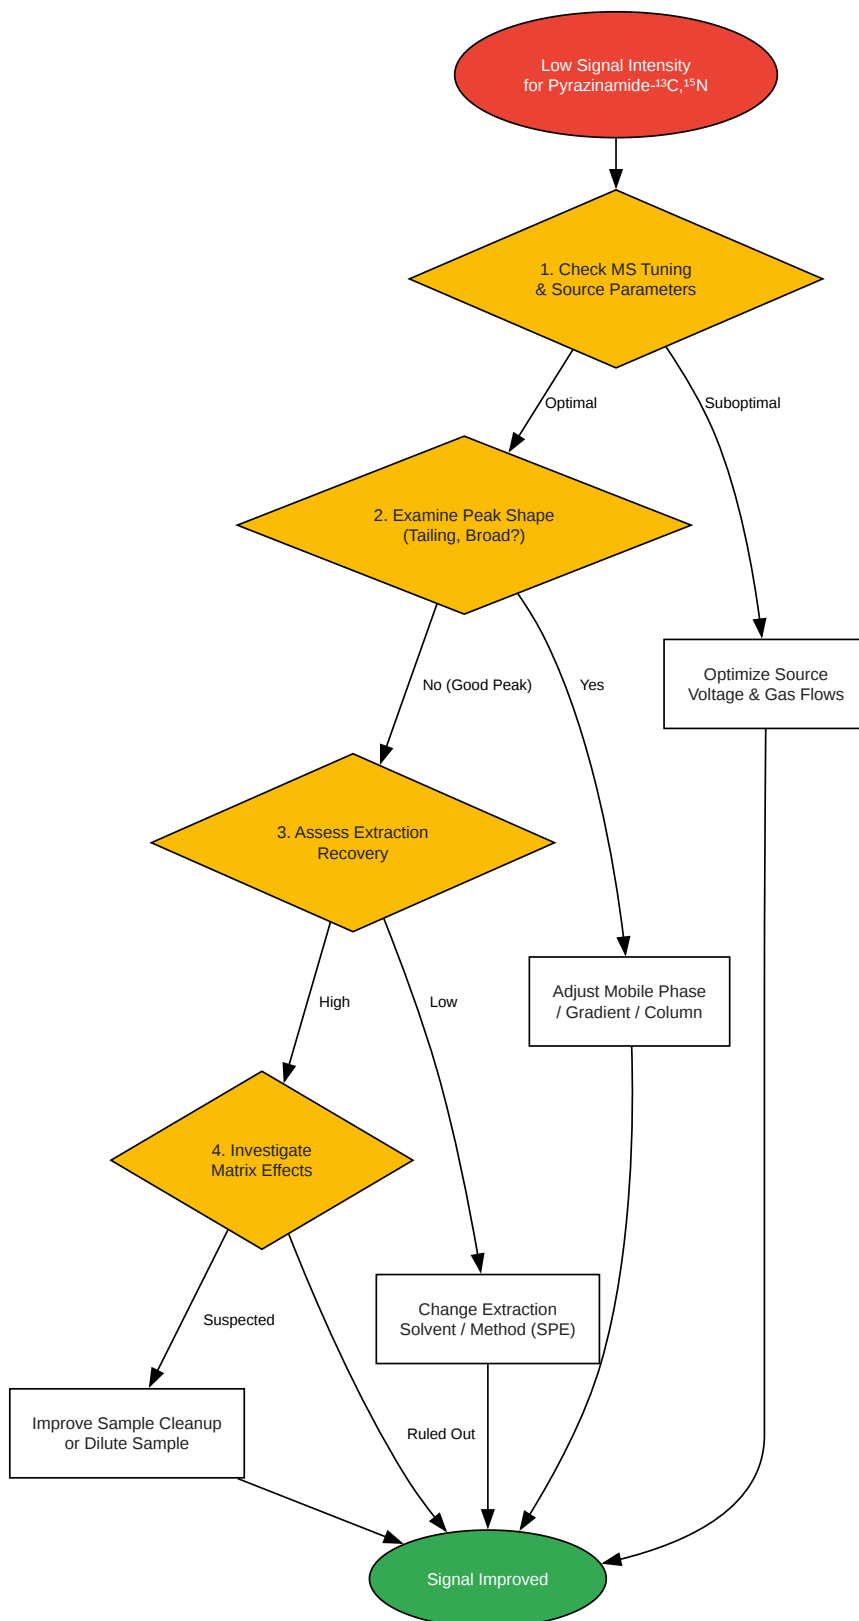 Low Signal Intensity
for Pyrazinamide-¹³C,¹⁵N
1. Check MS Tuning
& Source Parameters
Optimal
Suboptimal
2. Examine Peak Shape
(Tailing, Broad?)
No (Good Peak)
Yes
Optimize Source
Voltage & Gas Flows
3. Assess Extraction
Recovery
High
Low
Adjust Mobile Phase
/ Gradient / Column
4. Investigate
Matrix Effects
Suspected
Ruled Out
Change Extraction
Solvent / Method (SPE)
Improve Sample Cleanup
or Dilute Sample
Signal Improved